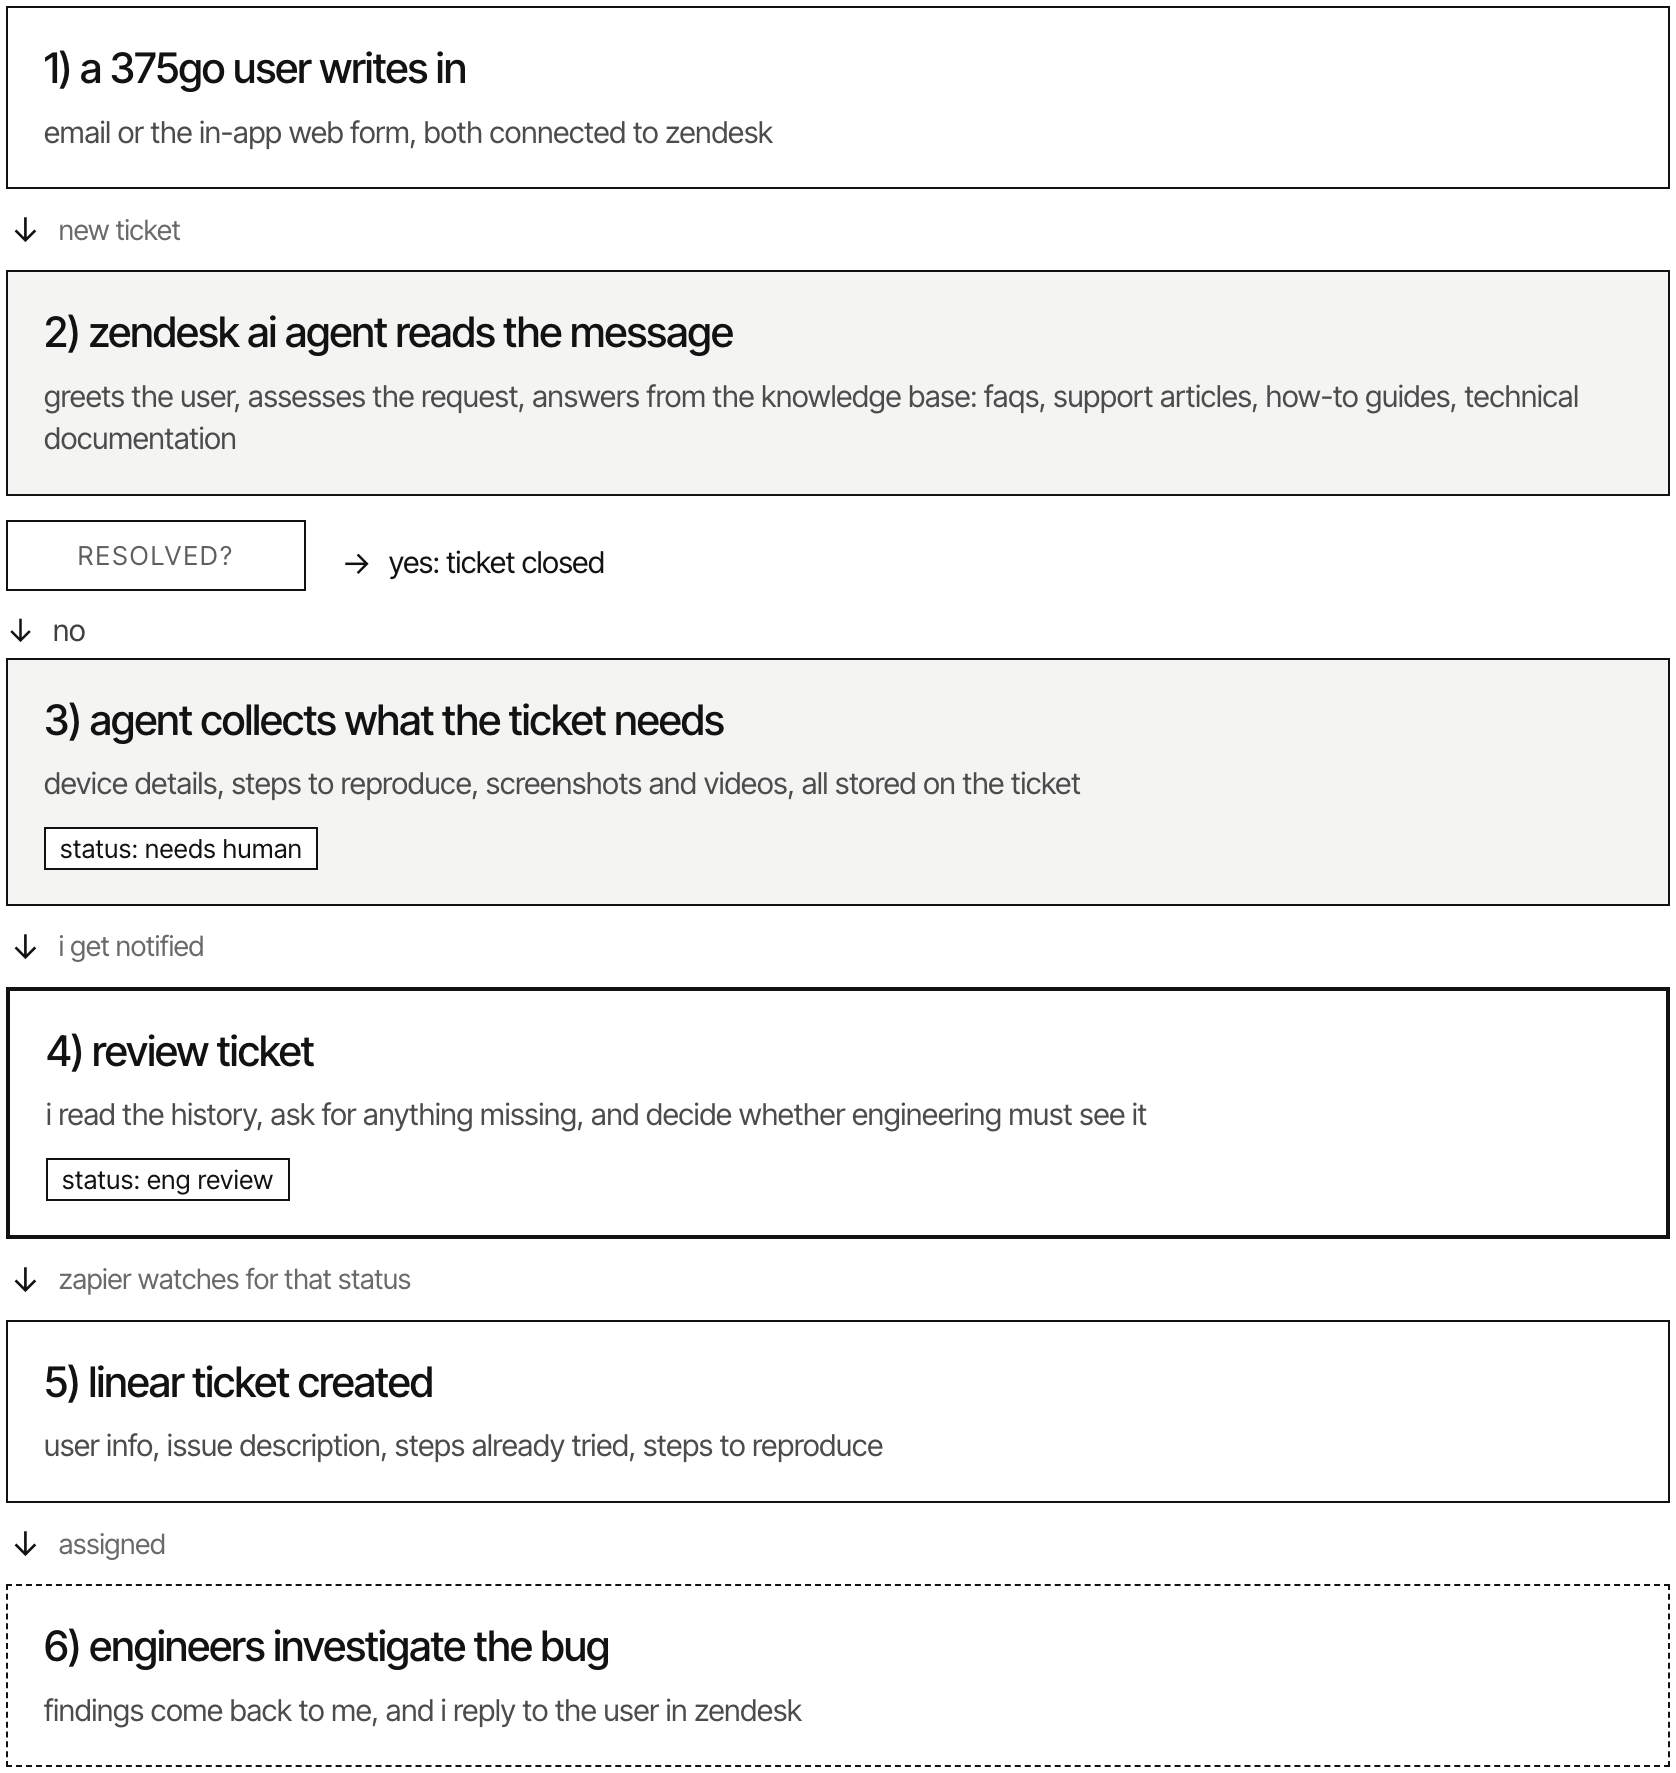 1) a 375go user writes in
email or the in-app web form, both connected to zendesk
↓ new ticket
2) zendesk ai agent reads the message
greets the user, assesses the request, answers from the knowledge base: faqs, support articles, how-to guides, technical
documentation
RESOLVED?
→ yes: ticket closed
↓ no
3) agent collects what the ticket needs
device details, steps to reproduce, screenshots and videos, all stored on the ticket
status: needs human
↓ i get notified
4) review ticket
i read the history, ask for anything missing, and decide whether engineering must see it
status: eng review
↓ zapier watches for that status
5) linear ticket created
user info, issue description, steps already tried, steps to reproduce
↓ assigned
6) engineers investigate the bug
findings come back to me, and i reply to the user in zendesk